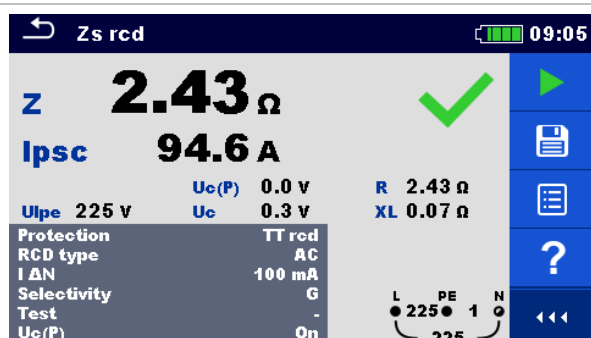 Zs rcd 09:05
Z 2.43 Ω
Ipsc 94.6 A
Uc(P) 0.0 V R 2.43 Ω
Ulpe 225 V Uc 0.3 V XL 0.07 Ω
Protection TT rcd
RCD type AC
I ΔN 100 mA
Selectivity G
Test -
Uc(P) On
L PE N
225 1
225
?